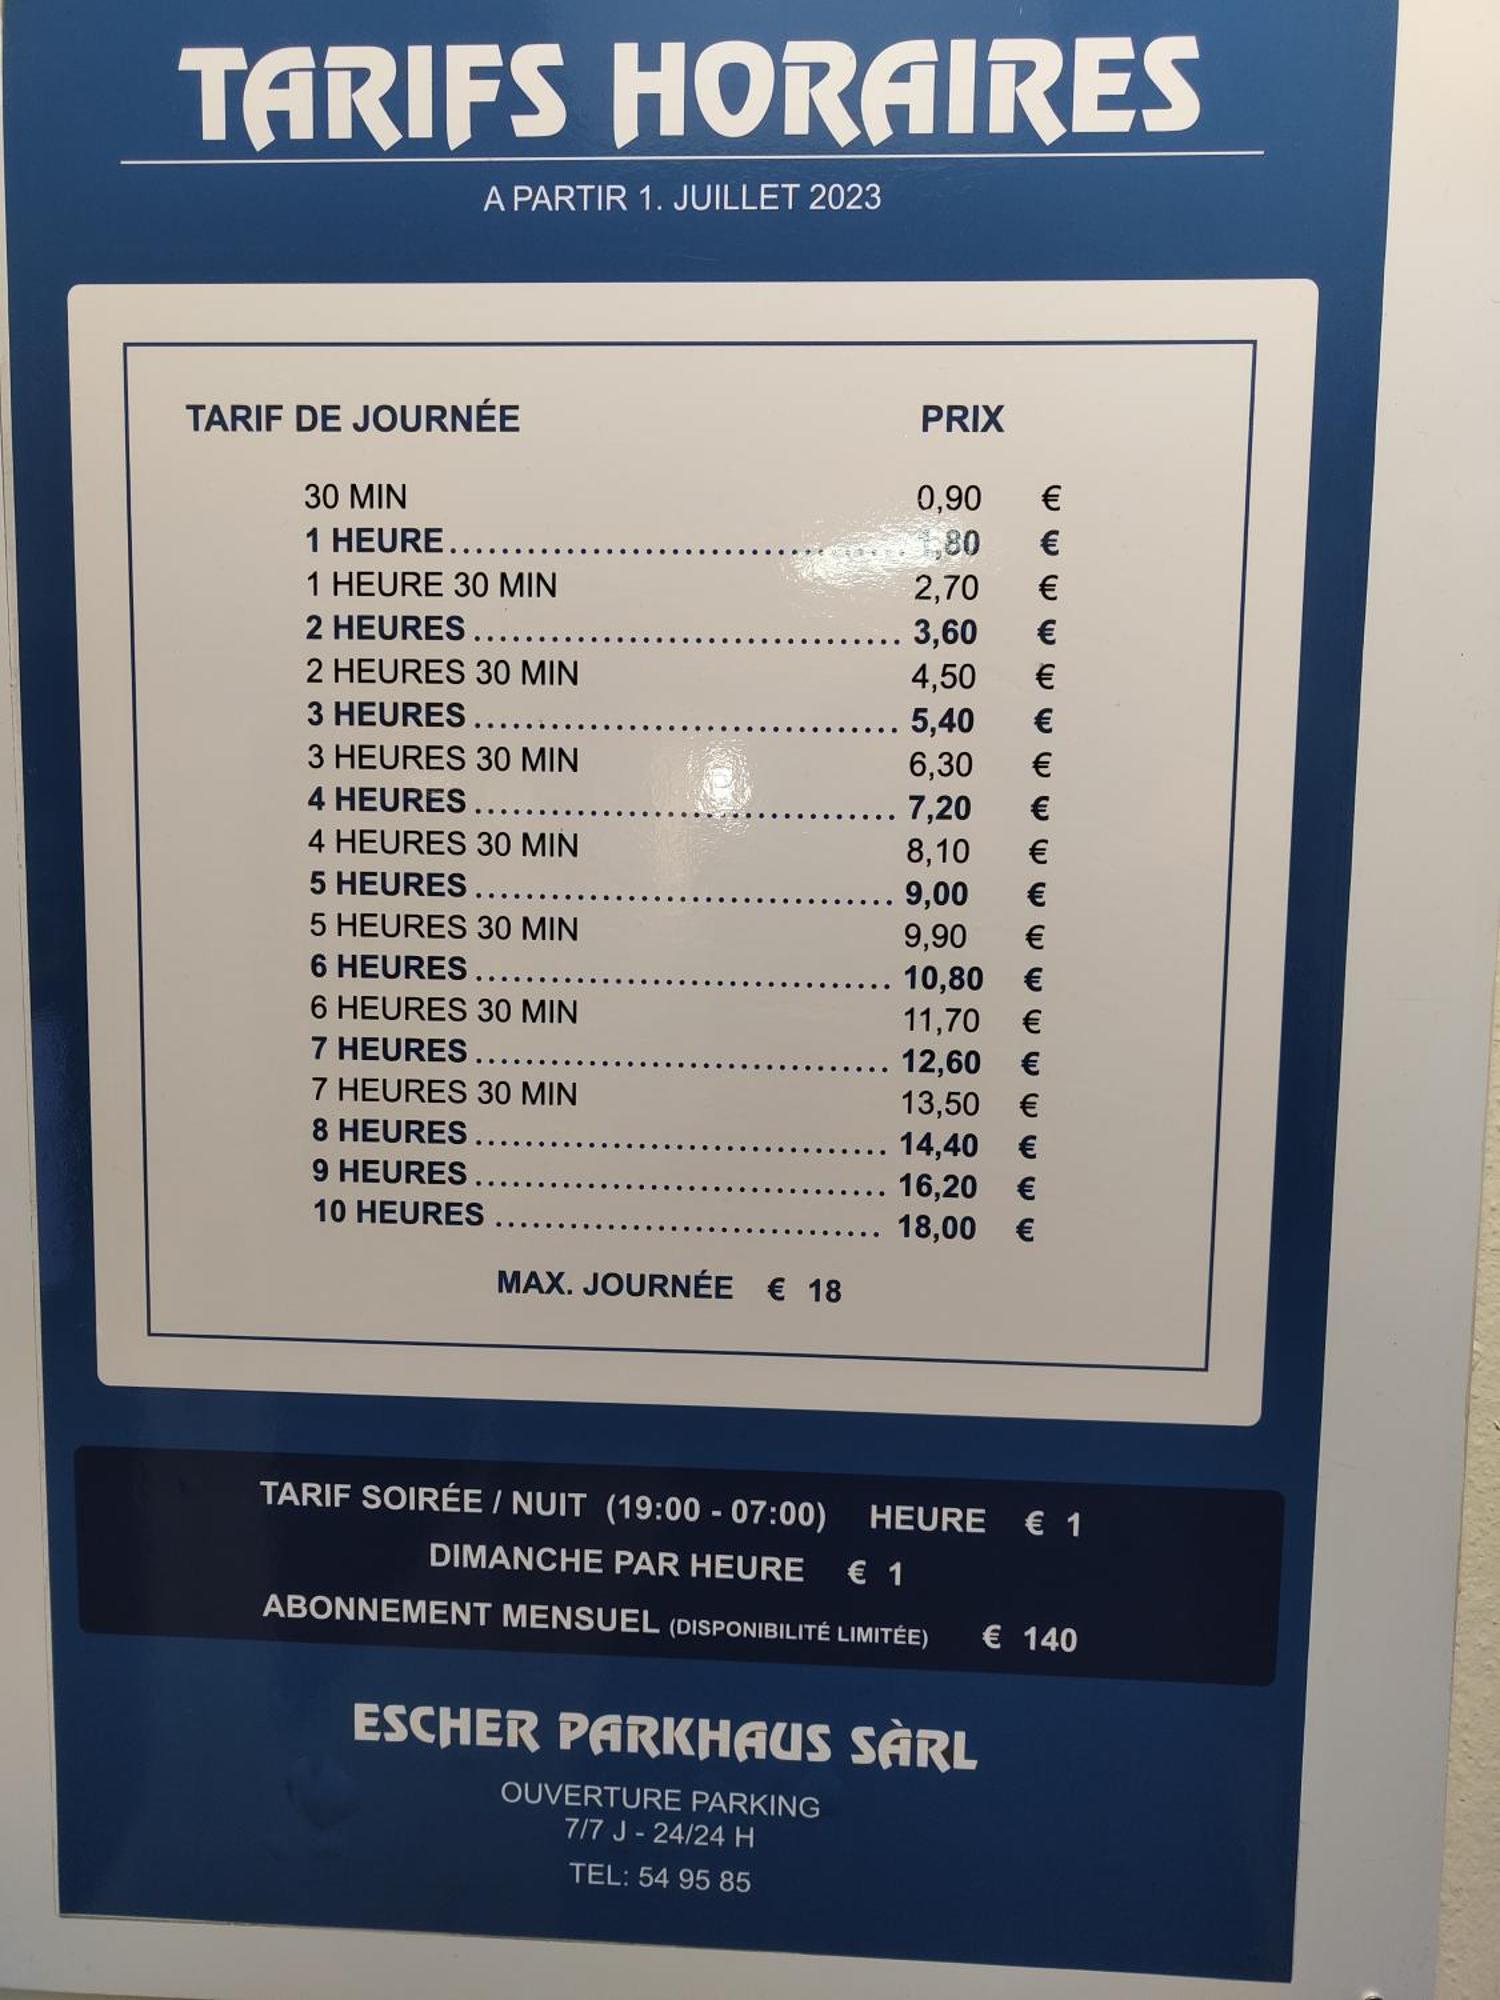 TARIFS HORAIRES
A PARTIR 1. JUILLET 2023
TARIF DE JOURNÉE PRIX
30 MIN 0,90 €
1 HEURE........................................ 1,80 €
1 HEURE 30 MIN 2,70 €
2 HEURES.................................... 3,60 €
2 HEURES 30 MIN 4,50 €
3 HEURES.................................... 5,40 €
3 HEURES 30 MIN 6,30 €
4 HEURES.................................... 7,20 €
4 HEURES 30 MIN 8,10 €
5 HEURES.................................... 9,00 €
5 HEURES 30 MIN 9,90 €
6 HEURES.................................... 10,80 €
6 HEURES 30 MIN 11,70 €
7 HEURES.................................... 12,60 €
7 HEURES 30 MIN 13,50 €
8 HEURES.................................... 14,40 €
9 HEURES.................................... 16,20 €
10 HEURES.................................. 18,00 €
MAX. JOURNÉE € 18
TARIF SOIRÉE / NUIT (19:00 - 07:00) HEURE € 1
DIMANCHE PAR HEURE € 1
ABONNEMENT MENSUEL (DISPONIBILITÉ LIMITÉE) € 140
ESCHER PARKHAUS SÀRL
OUVERTURE PARKING
7/7 J - 24/24 H
TEL: 54 95 85